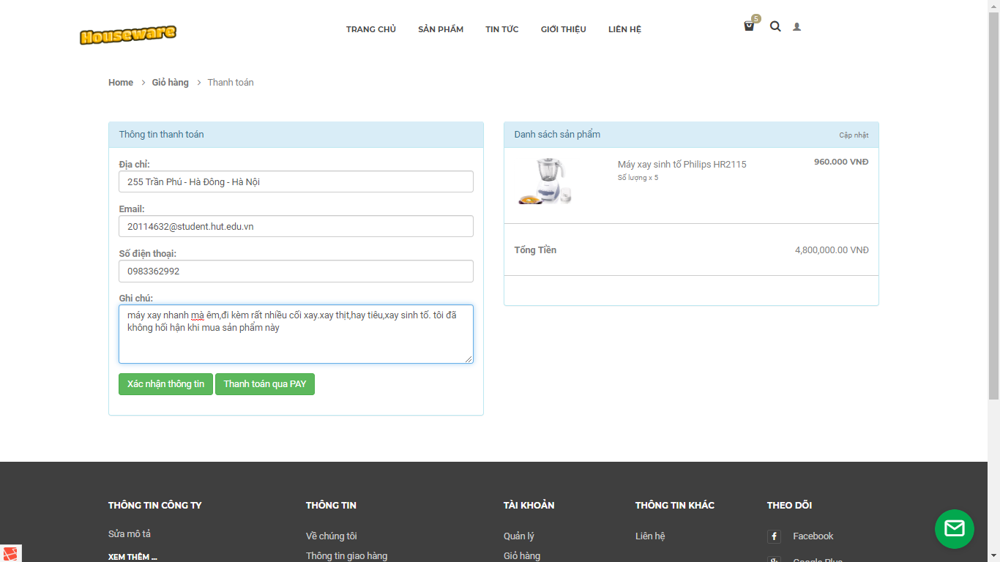 Houseware
TRANG CHỦ
SẢN PHẨM
TIN TỨC
GIỚI THIỆU
LIÊN HỆ
5
Home > Giỏ hàng > Thanh toán
Thông tin thanh toán
Địa chỉ:
255 Trần Phú - Hà Đông - Hà Nội
Email:
20114632@student.hut.edu.vn
Số điện thoại:
0983362992
Ghi chú:
máy xay nhanh mà êm,đi kèm rất nhiều cối xay.xay thịt,hay tiêu,xay sinh tố. tôi đã
không hối hận khi mua sản phẩm này
Xác nhận thông tin
Thanh toán qua PAY
Danh sách sản phẩm
Cập nhật
Máy xay sinh tố Philips HR2115
960.000 VNĐ
Số lượng x 5
Tổng Tiền
4,800,000.00 VNĐ
THÔNG TIN CÔNG TY
Sửa mô tả
XEM THÊM ...
THÔNG TIN
Về chúng tôi
Thông tin giao hàng
TÀI KHOẢN
Quản lý
Giỏ hàng
THÔNG TIN KHÁC
Liên hệ
THEO DÕI
Facebook
Google Plus